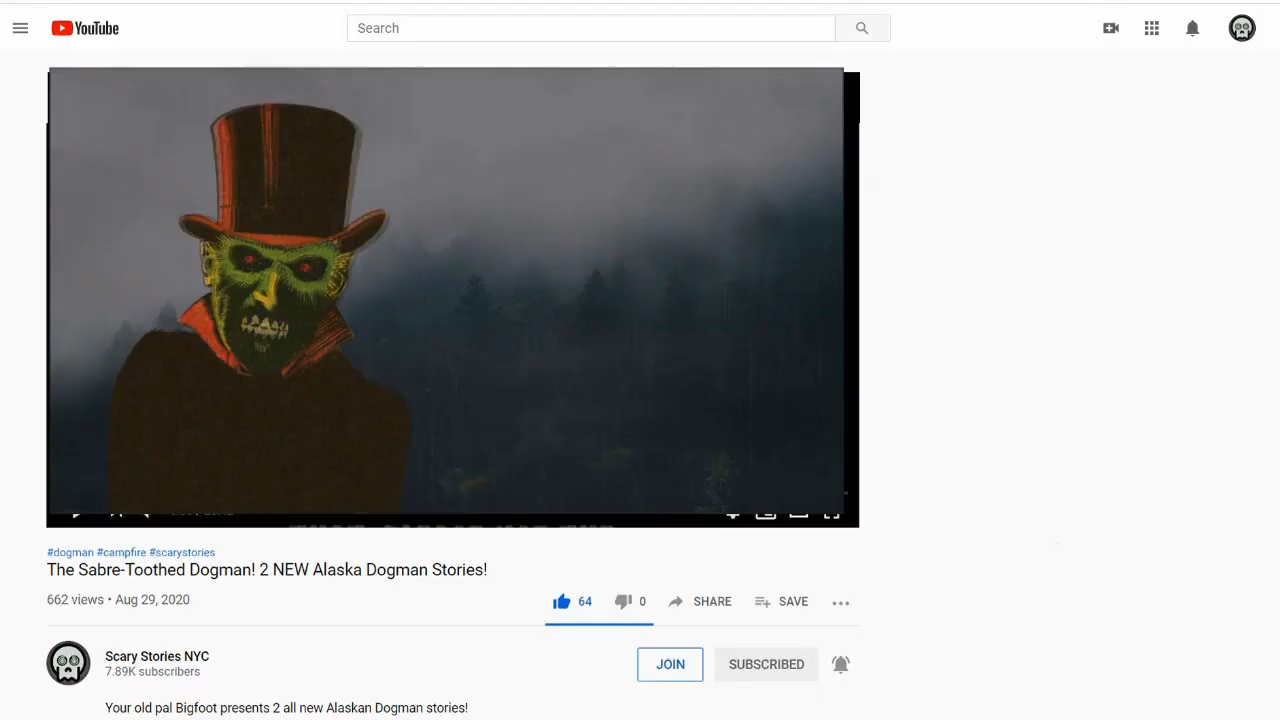 YouTube
Search
#dogman #campfire #scarystories
The Sabre-Toothed Dogman! 2 NEW Alaska Dogman Stories!
662 views • Aug 29, 2020
64
0
SHARE
SAVE
Scary Stories NYC
7.89K subscribers
JOIN
SUBSCRIBED
Your old pal Bigfoot presents 2 all new Alaskan Dogman stories!